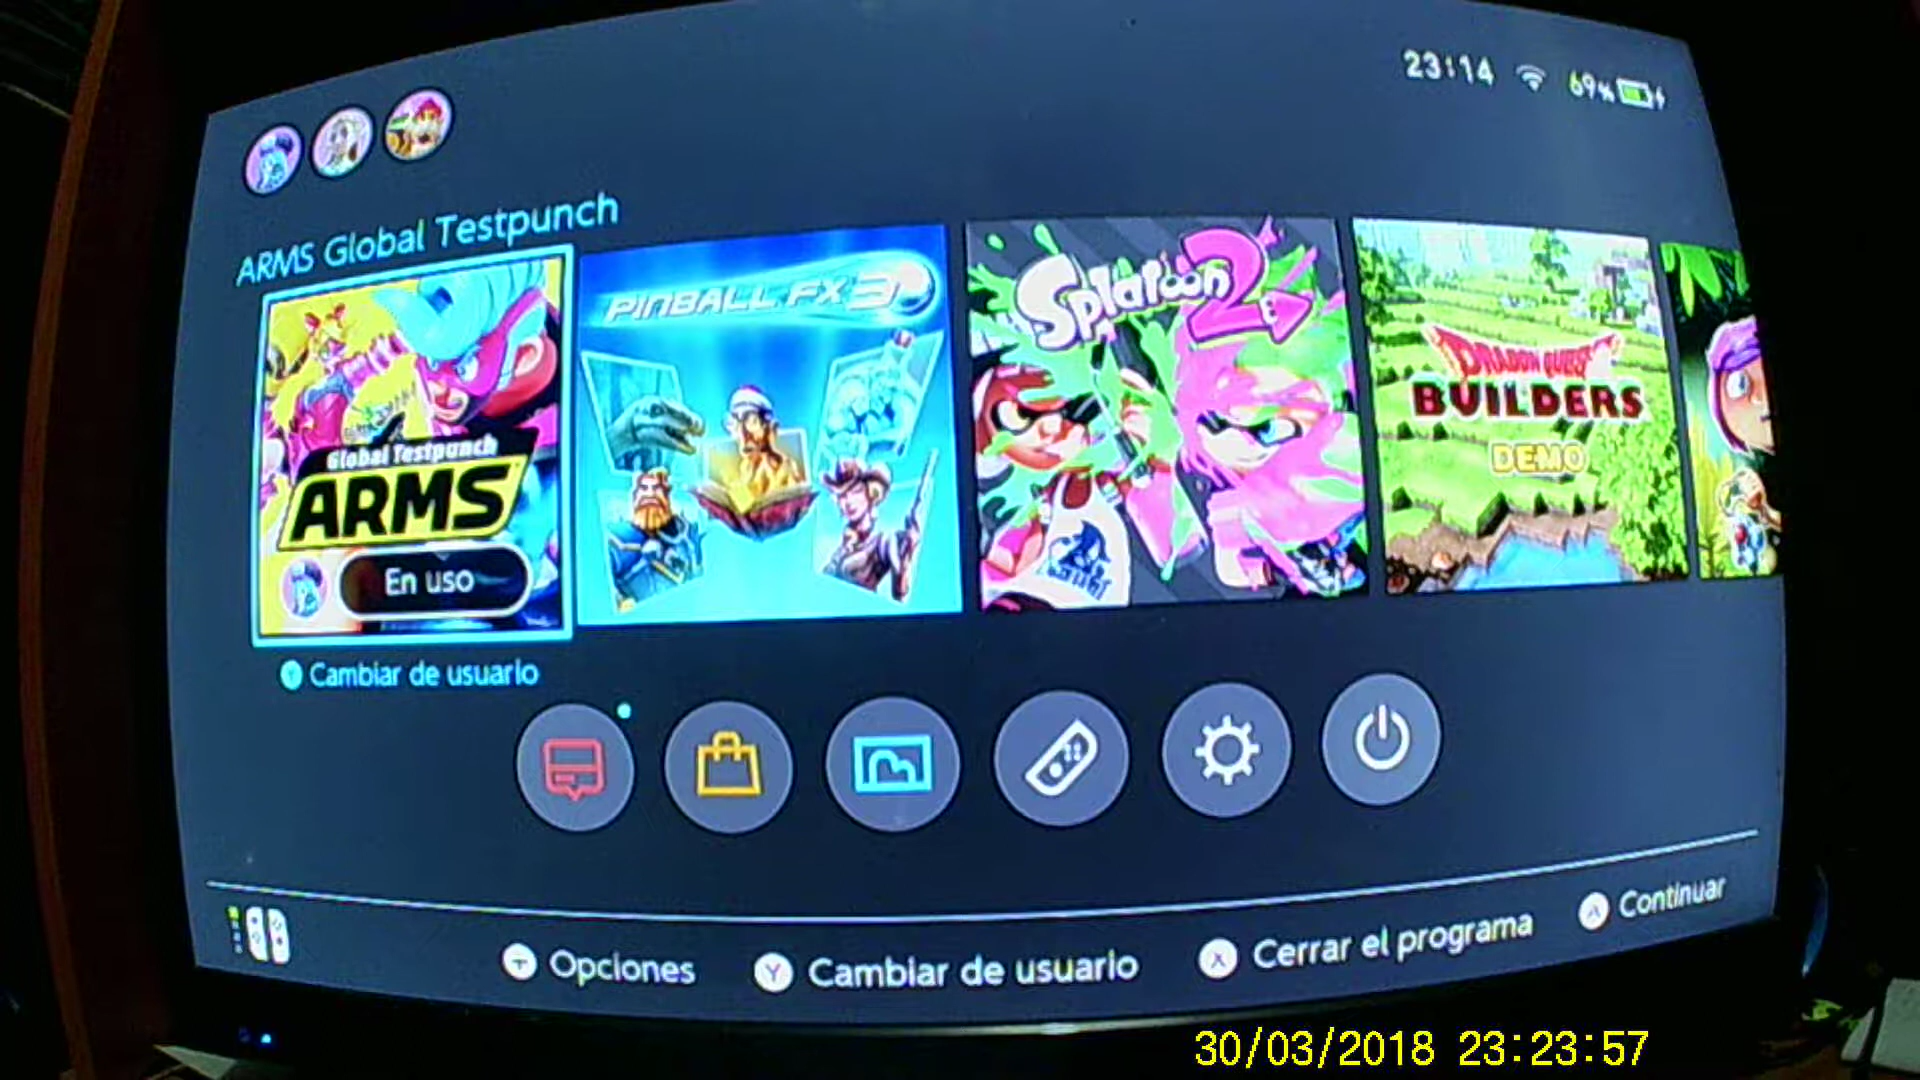 23:14 69%
ARMS Global Testpunch
PINBALL FX3
Splatoon 2
DRAGON QUEST
BUILDERS
DEMO
Global Testpunch
ARMS
En uso
Y Cambiar de usuario
Opciones
Y Cambiar de usuario
X Cerrar el programa
A Continuar
30/03/2018 23:23:57